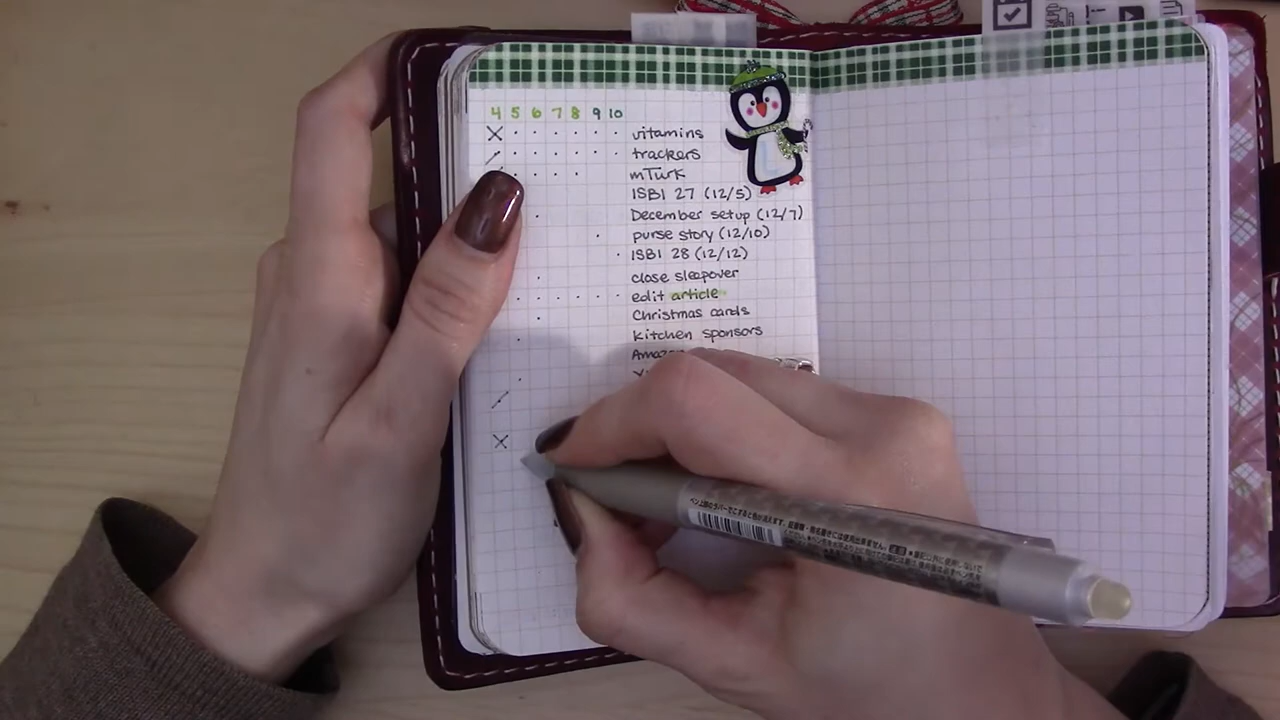 4 5 6 7 8 9 10
vitamins
trackers
mTurk
ISBI 27 (12/5)
December setup (12/7)
purse story (12/10)
ISBI 28 (12/12)
close sleepover
edit article
Christmas cards
kitchen sponsors